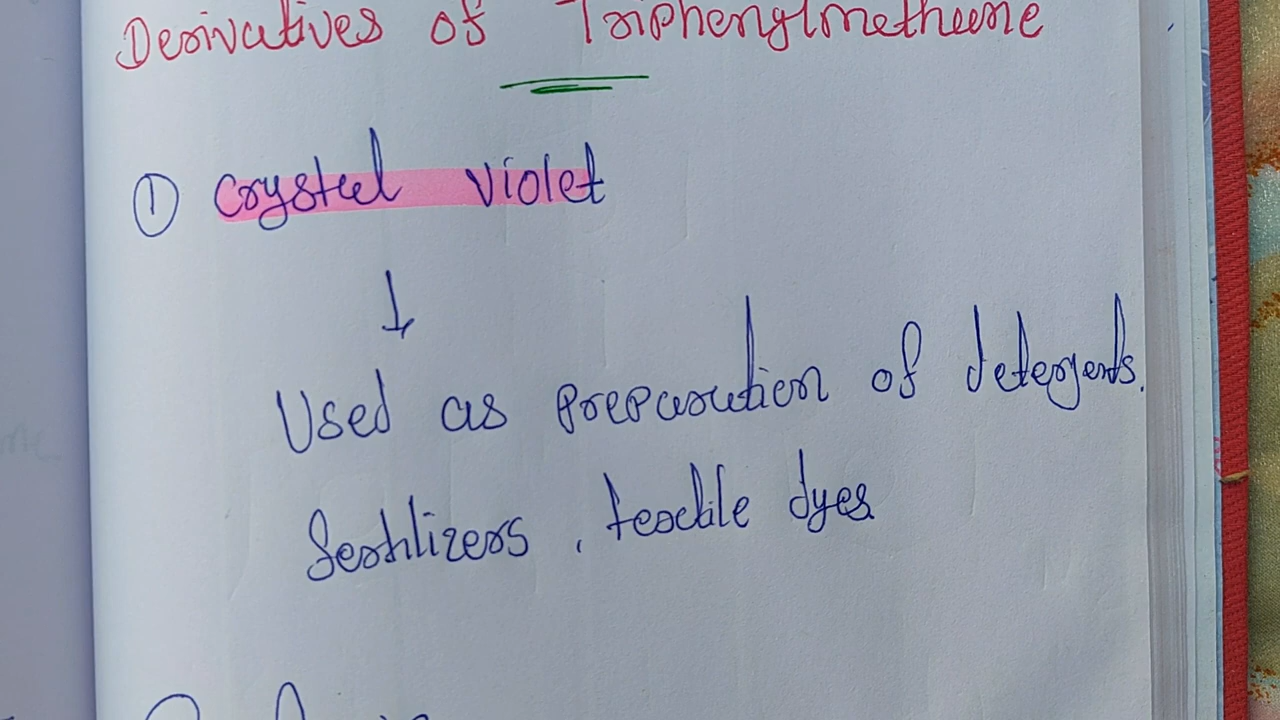 Derivatives of Triphenylmethane
① Crystal violet
↓
Used as preparation of detergents.
fertilizers, textile dyes